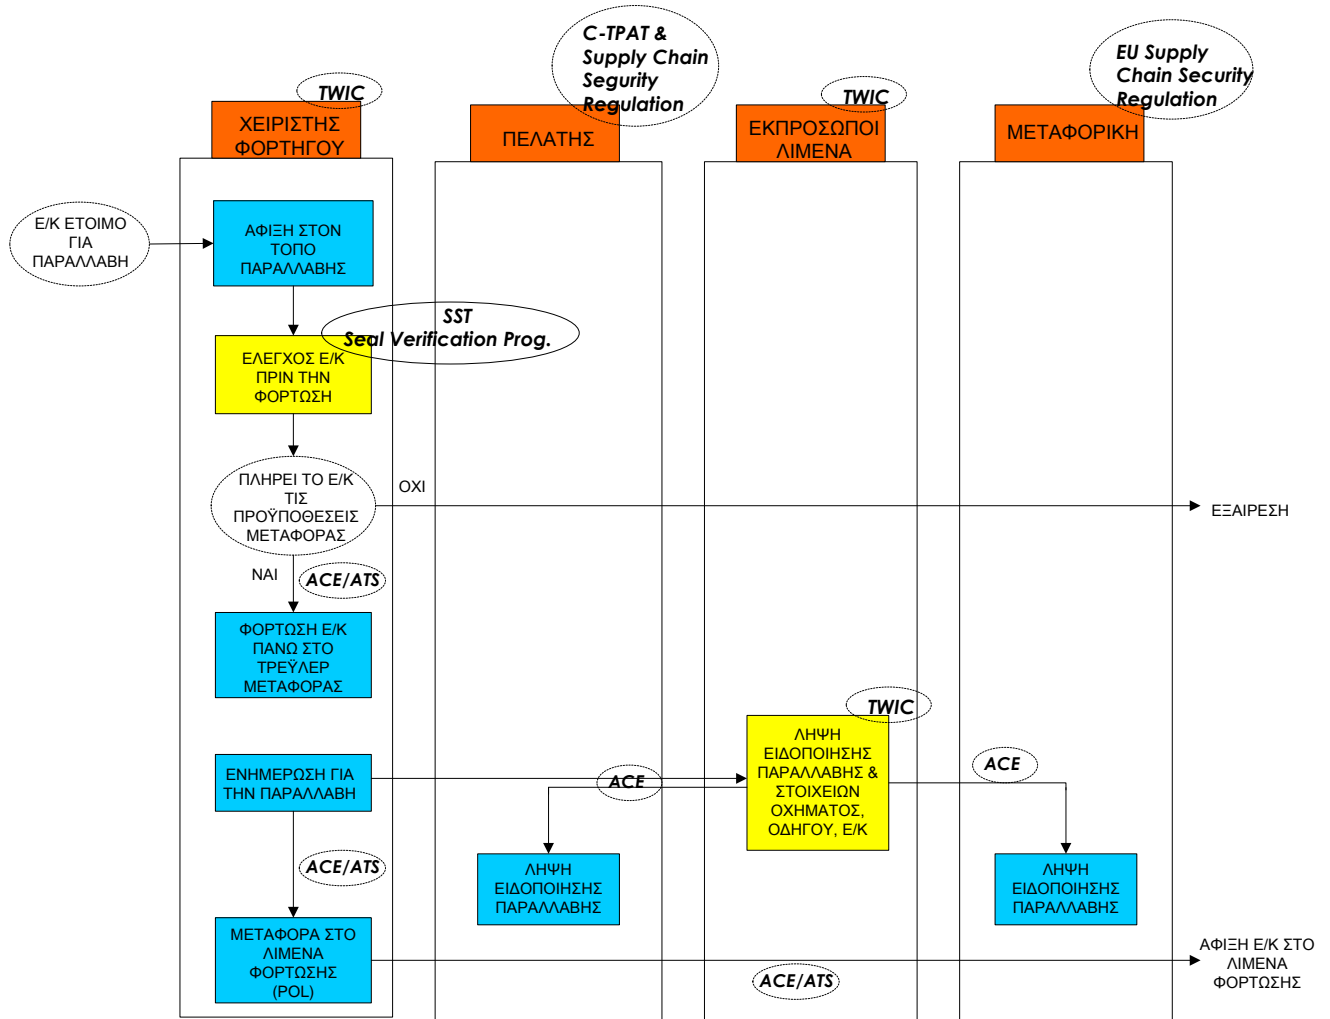 C-TPAT &
Supply Chain
Segurity
Regulation
EU Supply
Chain Security
Regulation
TWIC
TWIC
ΧΕΙΡΙΣΤΗΣ
ΦΟΡΤΗΓΟΥ
ΠΕΛΑΤΗΣ
ΕΚΠΡΟΣΩΠΟΙ
ΛΙΜΕΝΑ
ΜΕΤΑΦΟΡΙΚΗ
Ε/Κ ΕΤΟΙΜΟ
ΓΙΑ
ΠΑΡΑΛΛΑΒΗ
ΑΦΙΞΗ ΣΤΟΝ
ΤΟΠΟ
ΠΑΡΑΛΛΑΒΗΣ
SST
Seal Verification Prog.
ΕΛΕΓΧΟΣ Ε/Κ
ΠΡΙΝ ΤΗΝ
ΦΟΡΤΩΣΗ
ΠΛΗΡΕΙ ΤΟ Ε/Κ
ΤΙΣ
ΠΡΟΫΠΟΘΕΣΕΙΣ
ΜΕΤΑΦΟΡΑΣ
ΟΧΙ
ΕΞΑΙΡΕΣΗ
ΝΑΙ
ACE/ATS
ΦΟΡΤΩΣΗ Ε/Κ
ΠΑΝΩ ΣΤΟ
ΤΡΕΫΛΕΡ
ΜΕΤΑΦΟΡΑΣ
TWIC
ΛΗΨΗ
ΕΙΔΟΠΟΙΗΣΗΣ
ΠΑΡΑΛΛΑΒΗΣ &
ΣΤΟΙΧΕΙΩΝ
ΟΧΗΜΑΤΟΣ,
ΟΔΗΓΟΥ, Ε/Κ
ΕΝΗΜΕΡΩΣΗ ΓΙΑ
ΤΗΝ ΠΑΡΑΛΑΒΗ
ACE
ACE
ACE/ATS
ΛΗΨΗ
ΕΙΔΟΠΟΙΗΣΗΣ
ΠΑΡΑΛΛΑΒΗΣ
ΛΗΨΗ
ΕΙΔΟΠΟΙΗΣΗΣ
ΠΑΡΑΛΛΑΒΗΣ
ΜΕΤΑΦΟΡΑ ΣΤΟ
ΛΙΜΕΝΑ
ΦΟΡΤΩΣΗΣ
(POL)
ACE/ATS
ΑΦΙΞΗ Ε/Κ ΣΤΟ
ΛΙΜΕΝΑ
ΦΟΡΤΩΣΗΣ